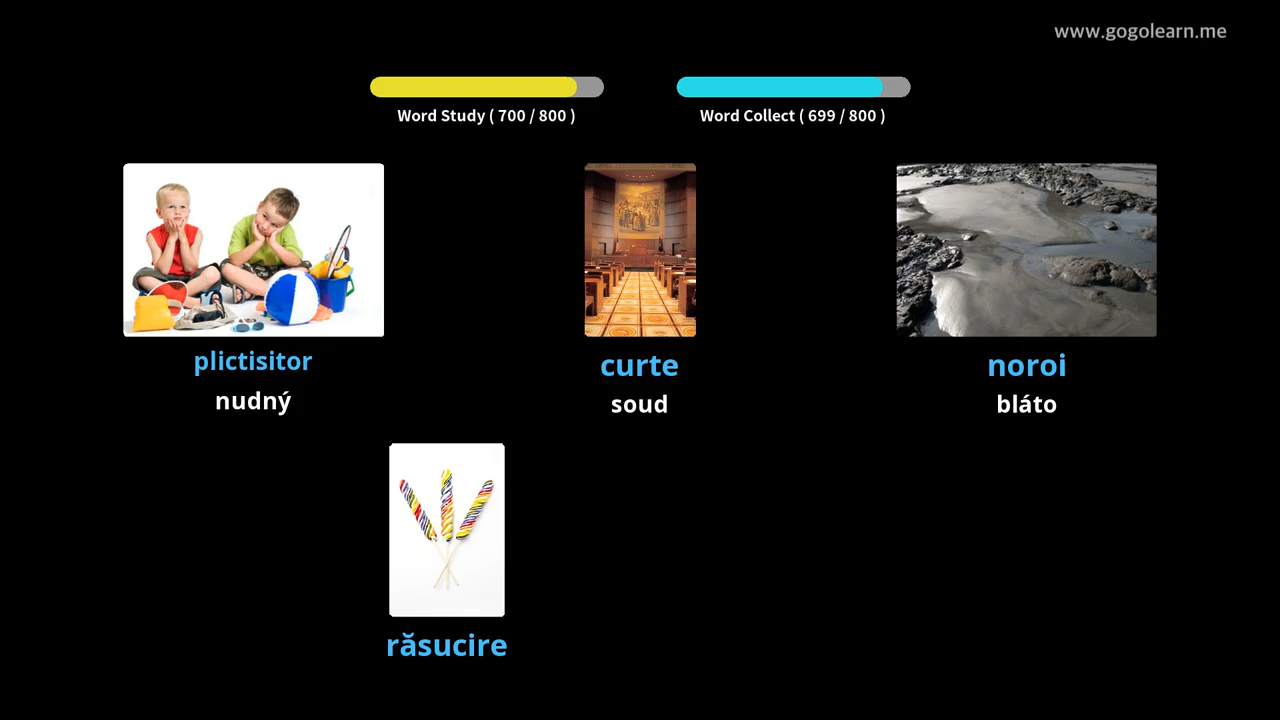 www.gogolearn.me
Word Study ( 700 / 800 )
Word Collect ( 699 / 800 )
plictisitor
nudný
curte
soud
noroi
bláto
răsucire